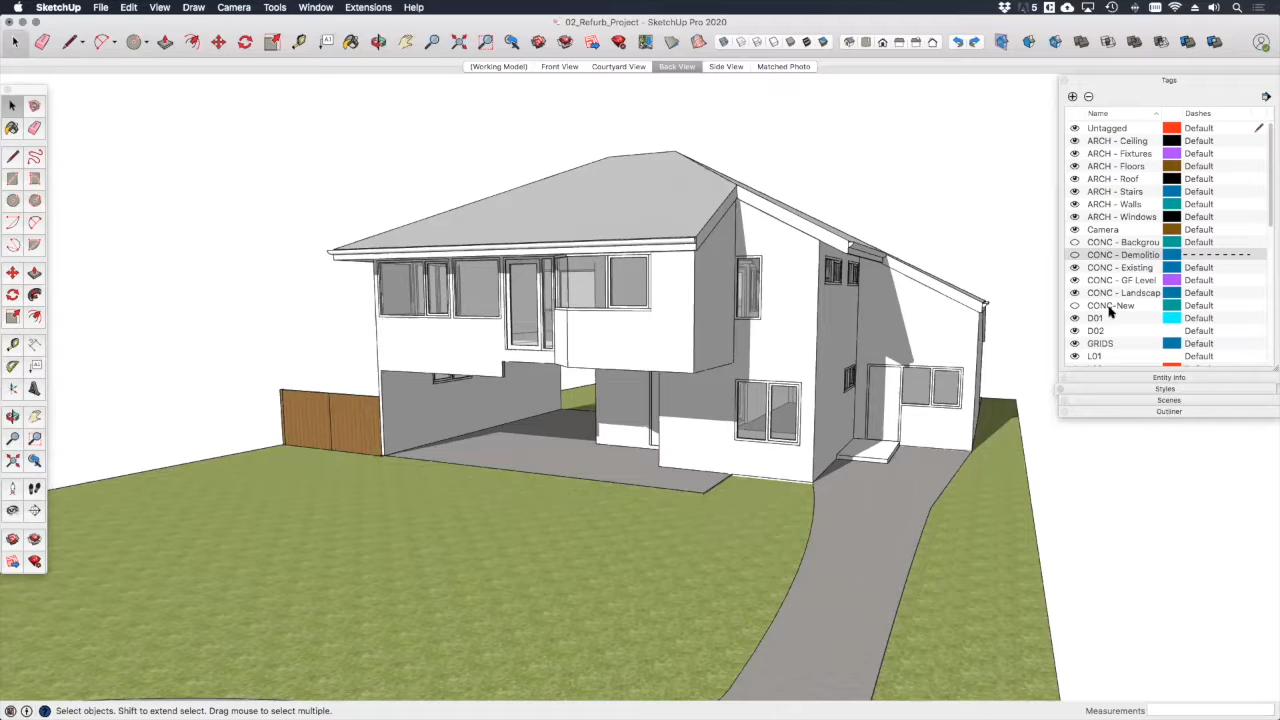 SketchUp File Edit View Draw Camera Tools Window Extensions Help
02_Refurb_Project - SketchUp Pro 2020
(Working Model) Front View Courtyard View Back View Side View Matched Photo
Tags
Name Dashes
Untagged Default
ARCH - Ceiling Default
ARCH - Fixtures Default
ARCH - Floors Default
ARCH - Roof Default
ARCH - Stairs Default
ARCH - Walls Default
ARCH - Windows Default
Camera Default
CONC - Backgrou Default
CONC - Demolitio
CONC - Existing Default
CONC - GF Level Default
CONC - Landscap Default
CONC-New Default
D01 Default
D02 Default
GRIDS Default
L01 Default
Entity Info
Styles
Scenes
Outliner
Select objects. Shift to extend select. Drag mouse to select multiple.
Measurements